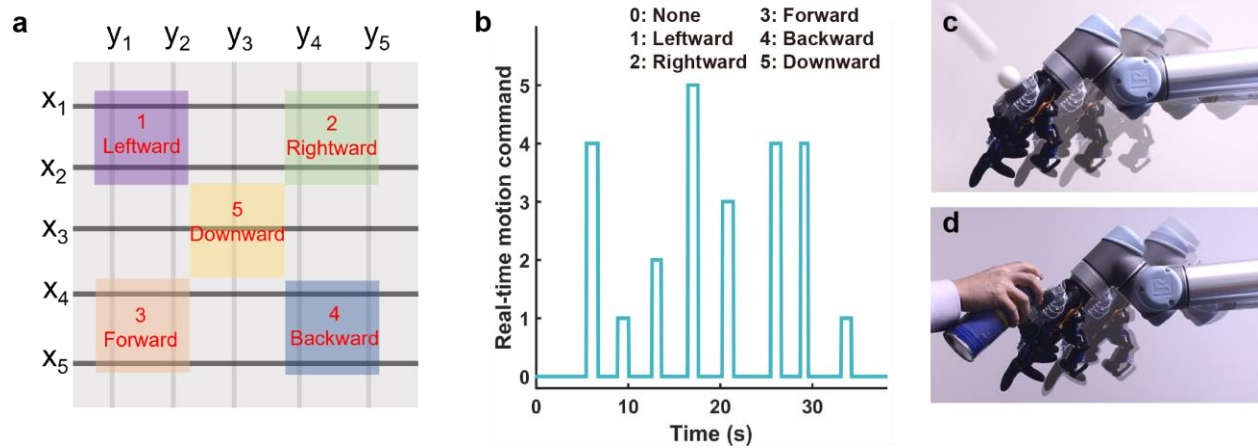 a
y1 y2 y3 y4 y5
x1
x2
x3
x4
x5
1
Leftward
2
Rightward
5
Downward
3
Forward
4
Backward
b
0: None 3: Forward
1: Leftward 4: Backward
2: Rightward 5: Downward
Real-time motion command
5
4
3
2
1
0
0 10 20 30
Time (s)
c
d